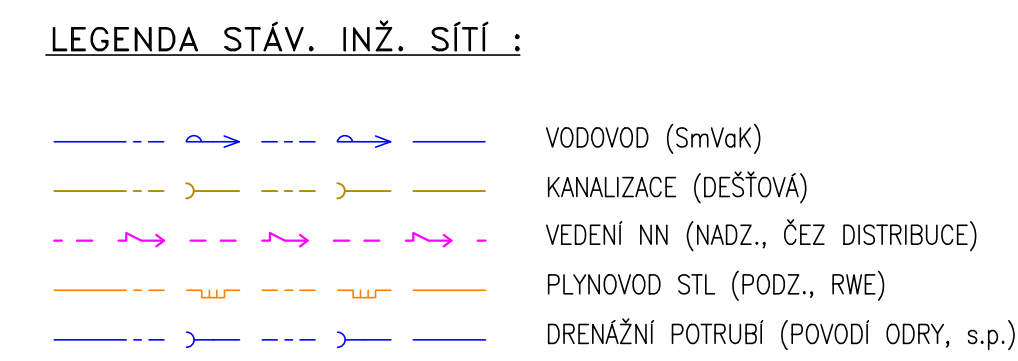 LEGENDA STÁV. INŽ. SÍTÍ :
VODOVOD (SmVaK)
KANALIZACE (DEŠŤOVÁ)
VEDENÍ NN (NADZ., ČEZ DISTRIBUCE)
PLYNOVOD STL (PODZ., RWE)
DRENÁŽNÍ POTRUBÍ (POVODÍ ODRY, s.p.)